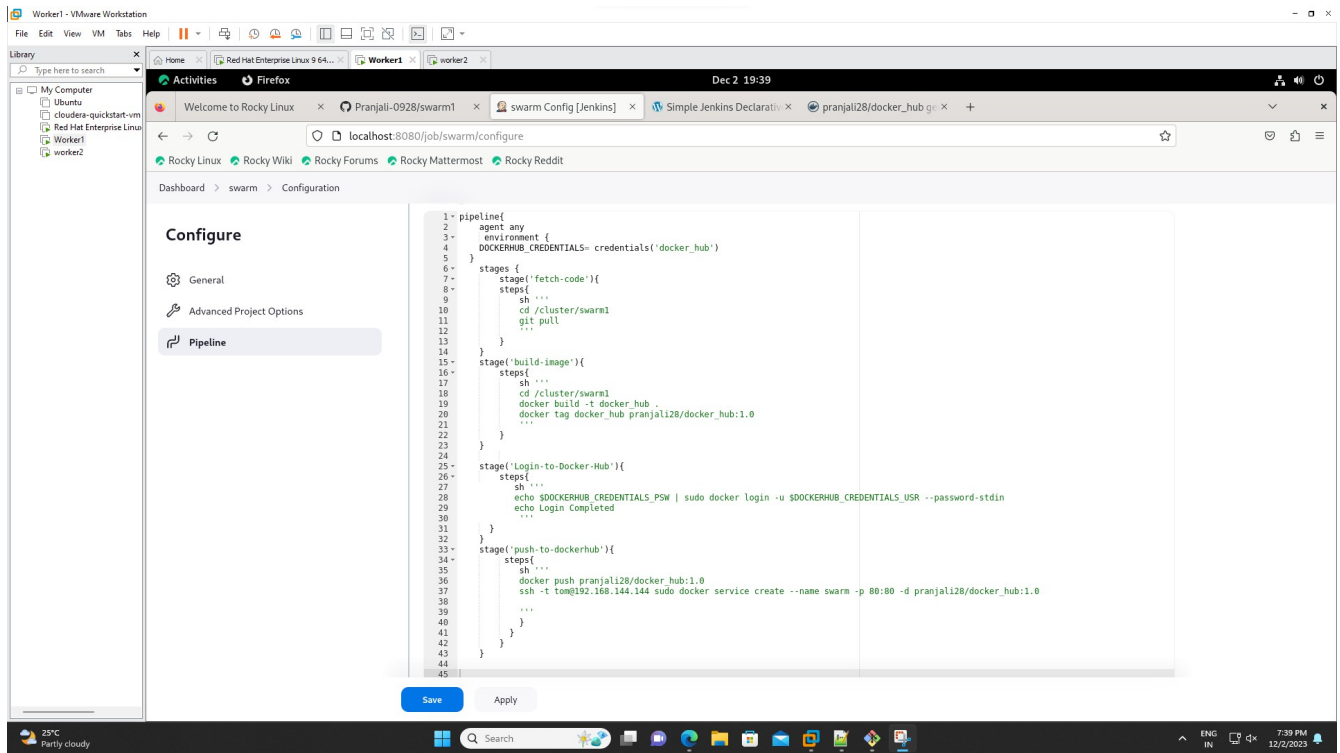 Worker1 - VMware Workstation
File Edit View VM Tabs Help
Library
Type here to search
My Computer
Ubuntu
cloudera-quickstart-vm
Red Hat Enterprise Linu
Worker1
worker2
Home Red Hat Enterprise Linux 9 64... Worker1 worker2
Activities Firefox Dec 2 19:39
Welcome to Rocky Linux Pranjali-0928/swarm1 swarm Config [Jenkins] Simple Jenkins Declarativ pranjali28/docker_hub ge
localhost:8080/job/swarm/configure
Rocky Linux Rocky Wiki Rocky Forums Rocky Mattermost Rocky Reddit
Dashboard > swarm > Configuration
Configure
General
Advanced Project Options
Pipeline
1 pipeline{
2 agent any
3 environment {
4 DOCKERHUB_CREDENTIALS= credentials('docker_hub')
5 }
6 stages {
7 stage('fetch-code'){
8 steps{
9 sh '''
10 cd /cluster/swarm1
11 git pull
12 '''
13 }
14 }
15 stage('build-image'){
16 steps{
17 sh '''
18 cd /cluster/swarm1
19 docker build -t docker_hub .
20 docker tag docker_hub pranjali28/docker_hub:1.0
21 '''
22 }
23 }
24
25 stage('Login-to-Docker-Hub'){
26 steps{
27 sh '''
28 echo $DOCKERHUB_CREDENTIALS_PSW | sudo docker login -u $DOCKERHUB_CREDENTIALS_USR --password-stdin
29 echo Login Completed
30 '''
31 }
32 }
33 stage('push-to-dockerhub'){
34 steps{
35 sh '''
36 docker push pranjali28/docker_hub:1.0
37 ssh -t tom@192.168.144.144 sudo docker service create --name swarm -p 80:80 -d pranjali28/docker_hub:1.0
38
39 '''
40 }
41 }
42 }
43 }
44
45
Save Apply
25°C
Partly cloudy
Search
ENG
IN
7:39 PM
12/2/2023